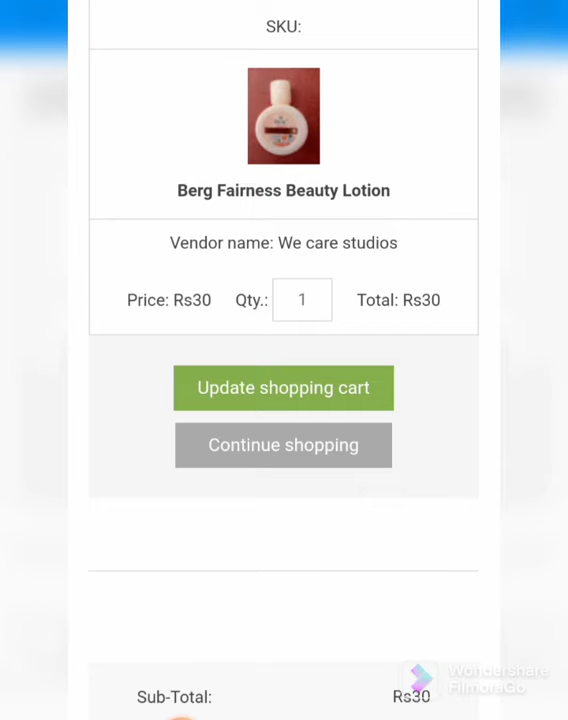 SKU:
Berg Fairness Beauty Lotion
Vendor name: We care studios
Price: Rs30 Qty.: 1 Total: Rs30
Update shopping cart
Continue shopping
Sub-Total: Rs30
Wondershare
FilmoraGo